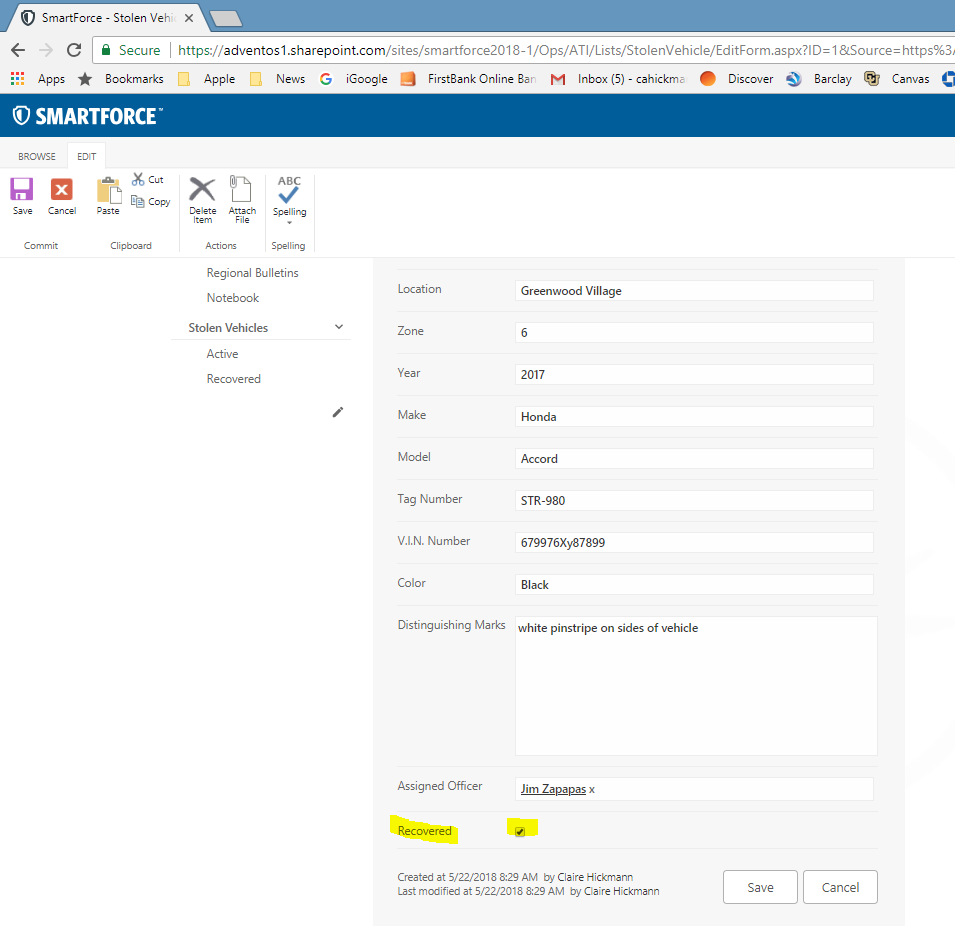 SmartForce - Stolen Vehi
Secure https://adventos1.sharepoint.com/sites/smartforce2018-1/Ops/ATI/Lists/StolenVehicle/EditForm.aspx?ID=1&Source=https%3
Apps Bookmarks Apple News iGoogle FirstBank Online Ban Inbox (5) - cahickma Discover Barclay Canvas
SMARTFORCE™
BROWSE EDIT
Save Cancel Paste Cut Copy Delete Item Attach File ABC Spelling
Commit Clipboard Actions Spelling
Regional Bulletins
Notebook
Stolen Vehicles
Active
Recovered
Location Greenwood Village
Zone 6
Year 2017
Make Honda
Model Accord
Tag Number STR-980
V.I.N. Number 679976Xy87899
Color Black
Distinguishing Marks white pinstripe on sides of vehicle
Assigned Officer Jim Zapapas x
Recovered
Created at 5/22/2018 8:29 AM by Claire Hickmann
Last modified at 5/22/2018 8:29 AM by Claire Hickmann
Save Cancel